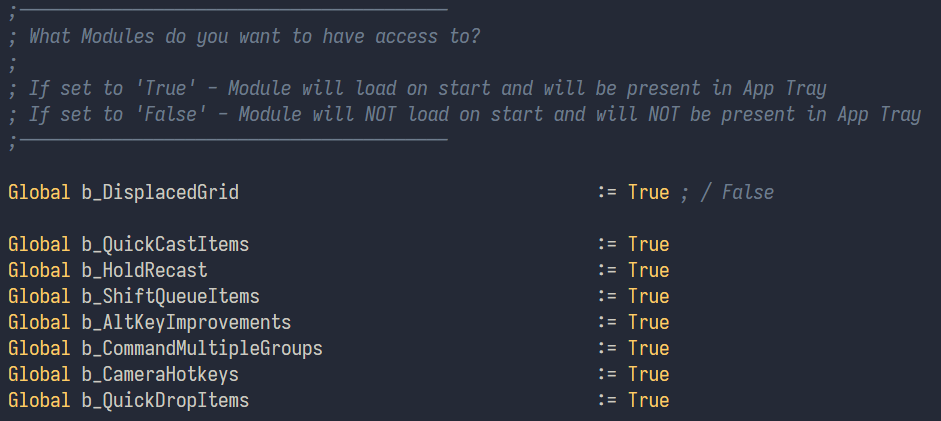 ;─────────────────────────────────────────
; What Modules do you want to have access to?
;
; If set to 'True' - Module will load on start and will be present in App Tray
; If set to 'False' - Module will NOT load on start and will NOT be present in App Tray
;─────────────────────────────────────────
Global b_DisplacedGrid := True ; / False
Global b_QuickCastItems := True
Global b_HoldRecast := True
Global b_ShiftQueueItems := True
Global b_AltKeyImprovements := True
Global b_CommandMultipleGroups := True
Global b_CameraHotkeys := True
Global b_QuickDropItems := True